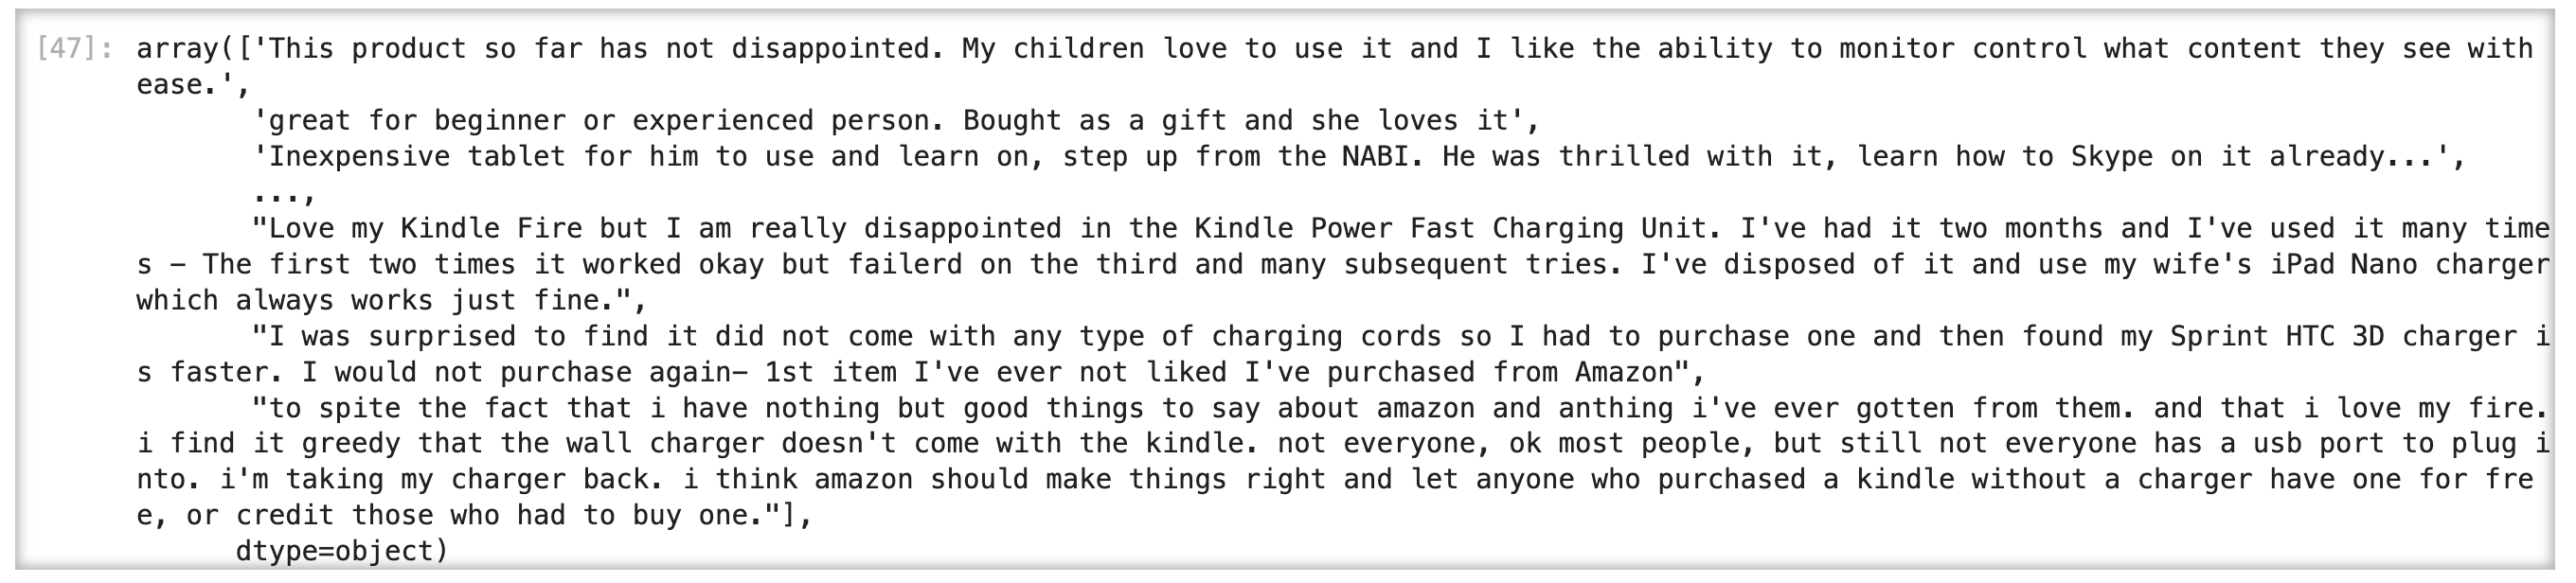 [47]: array(['This product so far has not disappointed. My children love to use it and I like the ability to monitor control what content they see with
ease.',
'great for beginner or experienced person. Bought as a gift and she loves it',
'Inexpensive tablet for him to use and learn on, step up from the NABI. He was thrilled with it, learn how to Skype on it already...',
...,
"Love my Kindle Fire but I am really disappointed in the Kindle Power Fast Charging Unit. I've had it two months and I've used it many time
s – The first two times it worked okay but failerd on the third and many subsequent tries. I've disposed of it and use my wife's iPad Nano charger
which always works just fine.",
"I was surprised to find it did not come with any type of charging cords so I had to purchase one and then found my Sprint HTC 3D charger i
s faster. I would not purchase again– 1st item I've ever not liked I've purchased from Amazon",
"to spite the fact that i have nothing but good things to say about amazon and anthing i've ever gotten from them. and that i love my fire.
i find it greedy that the wall charger doesn't come with the kindle. not everyone, ok most people, but still not everyone has a usb port to plug i
nto. i'm taking my charger back. i think amazon should make things right and let anyone who purchased a kindle without a charger have one for fre
e, or credit those who had to buy one."],
dtype=object)